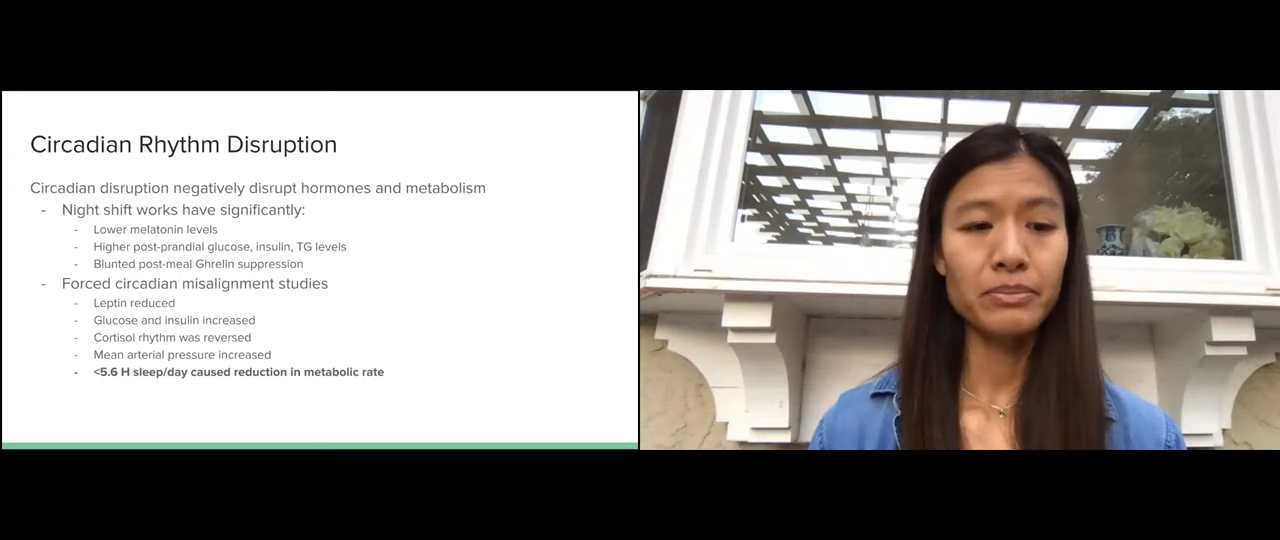 Circadian Rhythm Disruption
Circadian disruption negatively disrupt hormones and metabolism
- Night shift works have significantly:
- Lower melatonin levels
- Higher post-prandial glucose, insulin, TG levels
- Blunted post-meal Ghrelin suppression
- Forced circadian misalignment studies
- Leptin reduced
- Glucose and insulin increased
- Cortisol rhythm was reversed
- Mean arterial pressure increased
- <5.6 H sleep/day caused reduction in metabolic rate